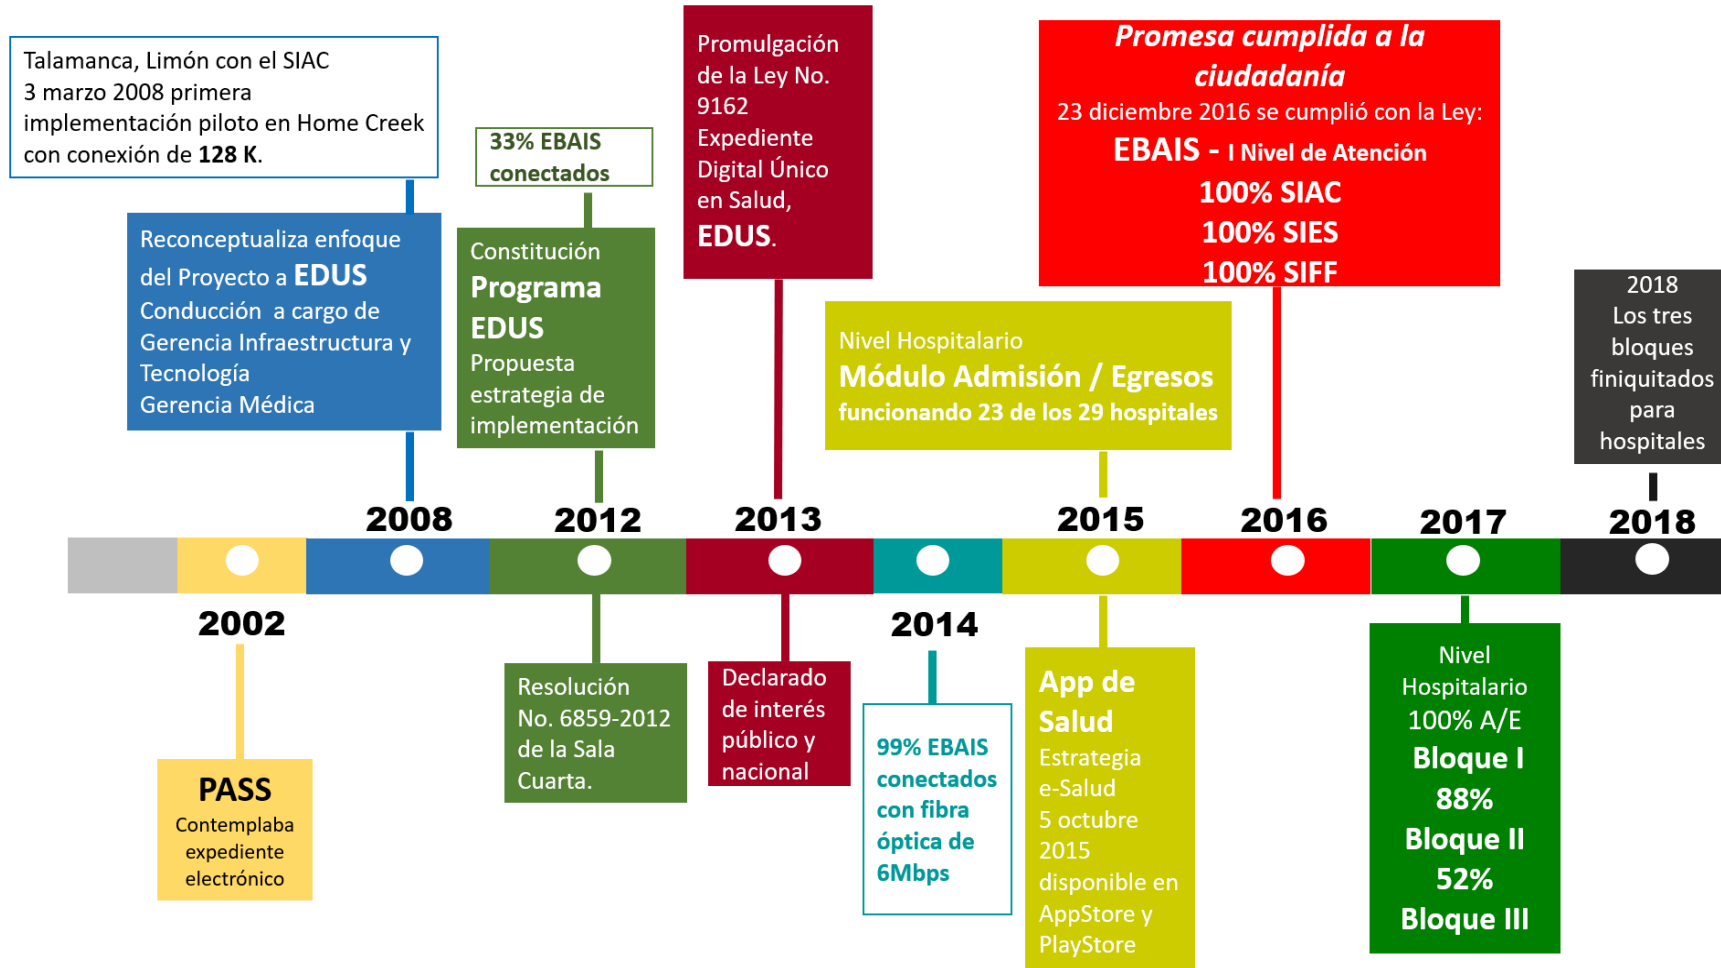 Talamanca, Limón con el SIAC
3 marzo 2008 primera
implementación piloto en Home Creek
con conexión de 128 K.
Reconceptualiza enfoque
del Proyecto a EDUS
Conducción a cargo de
Gerencia Infraestructura y
Tecnología
Gerencia Médica
33% EBAIS
conectados
Constitución
Programa
EDUS
Propuesta
estrategia de
implementación
Promulgación
de la Ley No.
9162
Expediente
Digital Único
en Salud,
EDUS.
Nivel Hospitalario
Módulo Admisión / Egresos
funcionando 23 de los 29 hospitales
Promesa cumplida a la
ciudadanía
23 diciembre 2016 se cumplió con la Ley:
EBAIS - I Nivel de Atención
100% SIAC
100% SIES
100% SIFF
2018
Los tres
bloques
finiquitados
para
hospitales
2008
2012
2013
2015
2016
2017
2018
2002
2014
PASS
Contemplaba
expediente
electrónico
Resolución
No. 6859-2012
de la Sala
Cuarta.
Declarado
de interés
público y
nacional
99% EBAIS
conectados
con fibra
óptica de
6Mbps
App de
Salud
Estrategia
e-Salud
5 octubre
2015
disponible en
AppStore y
PlayStore
Nivel
Hospitalario
100% A/E
Bloque I
88%
Bloque II
52%
Bloque III